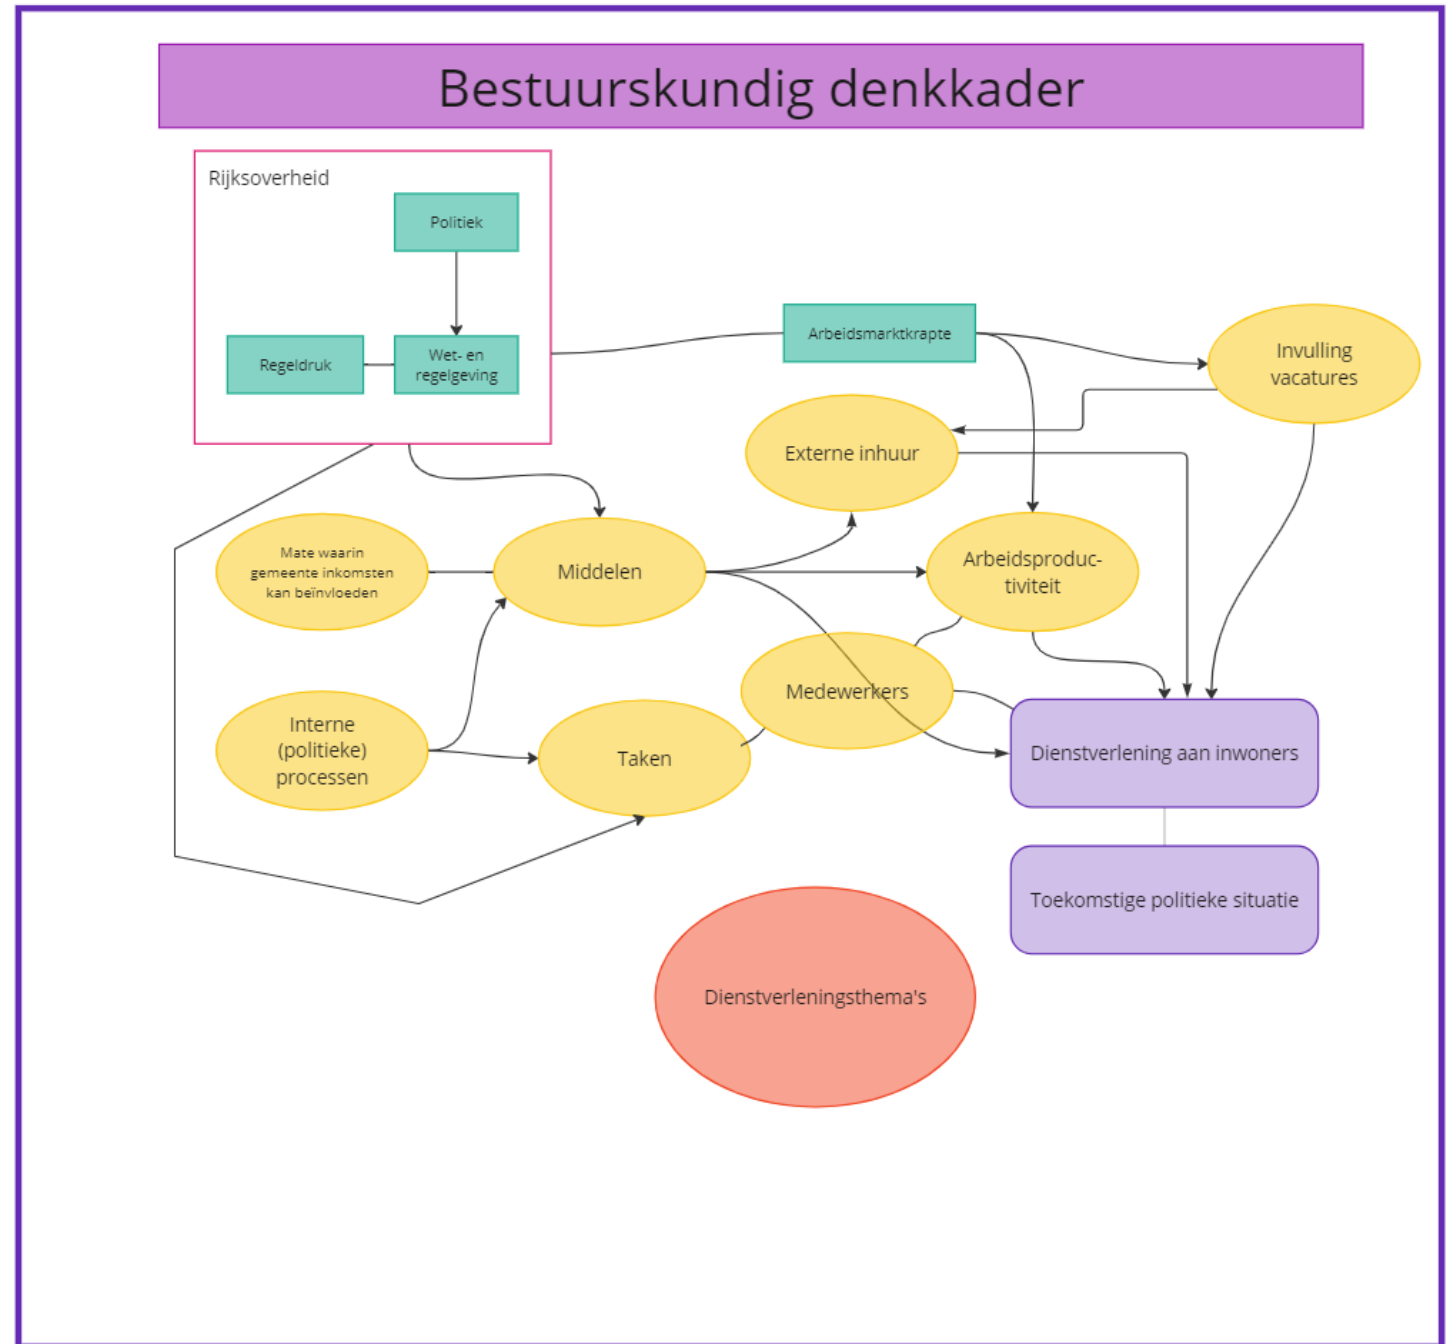 Bestuurskundig denkkader
Rijksoverheid
Politiek
Regeldruk
Wet- en
regelgeving
Arbeidsmarktkrapte
Invulling
vacatures
Externe inhuur
Mate waarin
gemeente inkomsten
kan beïnvloeden
Middelen
Arbeidsproduc-
tiviteit
Medewerkers
Interne
(politieke)
processen
Taken
Dienstverlening aan inwoners
Toekomstige politieke situatie
Dienstverleningsthema's